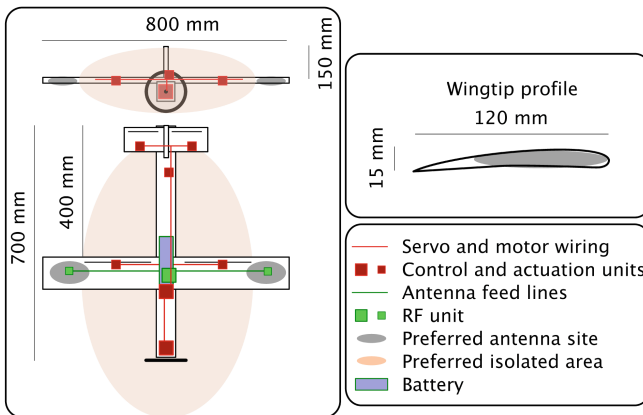 800 mm
150 mm
700 mm
400 mm
Wingtip profile
120 mm
15 mm
Servo and motor wiring
Control and actuation units
Antenna feed lines
RF unit
Preferred antenna site
Preferred isolated area
Battery